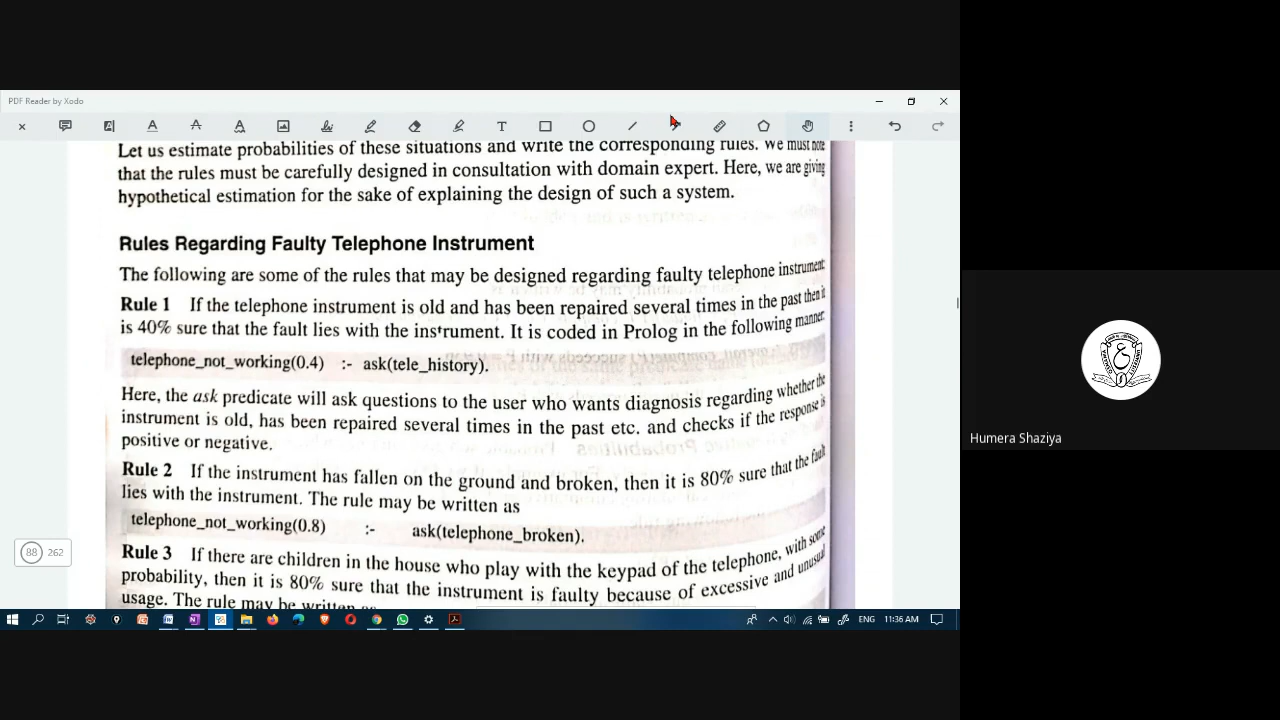 PDF Reader by Xodo
Let us estimate probabilities of these situations and write the corresponding rules. We must note
that the rules must be carefully designed in consultation with domain expert. Here, we are giving
hypothetical estimation for the sake of explaining the design of such a system.
Rules Regarding Faulty Telephone Instrument
The following are some of the rules that may be designed regarding faulty telephone instrument:
Rule 1 If the telephone instrument is old and has been repaired several times in the past then it
is 40% sure that the fault lies with the instrument. It is coded in Prolog in the following manner:
telephone_not_working(0.4) :- ask(tele_history).
Here, the ask predicate will ask questions to the user who wants diagnosis regarding whether the
instrument is old, has been repaired several times in the past etc. and checks if the response is
positive or negative.
Rule 2 If the instrument has fallen on the ground and broken, then it is 80% sure that the fault
lies with the instrument. The rule may be written as
telephone_not_working(0.8) :- ask(telephone_broken).
Rule 3 If there are children in the house who play with the keypad of the telephone, with some
probability, then it is 80% sure that the instrument is faulty because of excessive and unusual
usage. The rule may be written as
88 262
ENG 11:36 AM
Humera Shaziya